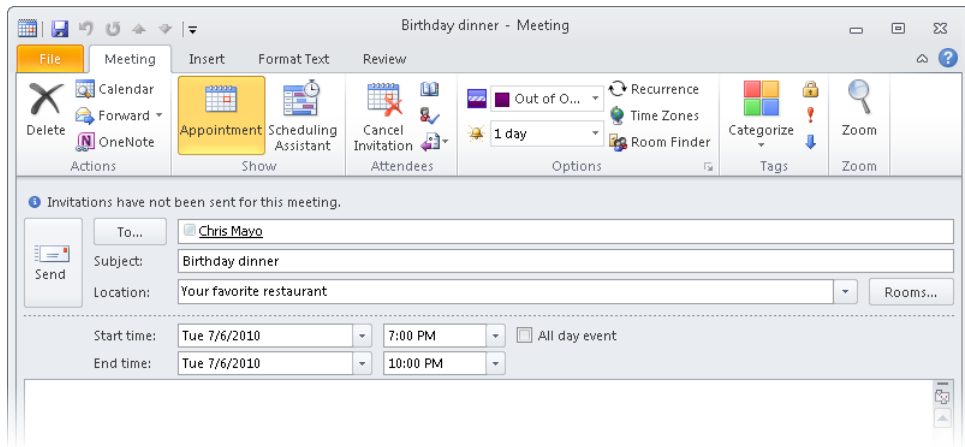 Birthday dinner - Meeting
File Meeting Insert Format Text Review
Delete
Calendar
Forward
OneNote
Actions
Appointment
Scheduling
Assistant
Show
Cancel
Invitation
Attendees
Out of O...
1 day
Recurrence
Time Zones
Room Finder
Options
Categorize
Tags
Zoom
Zoom
Invitations have not been sent for this meeting.
Send
To... Chris Mayo
Subject: Birthday dinner
Location: Your favorite restaurant Rooms...
Start time: Tue 7/6/2010 7:00 PM All day event
End time: Tue 7/6/2010 10:00 PM